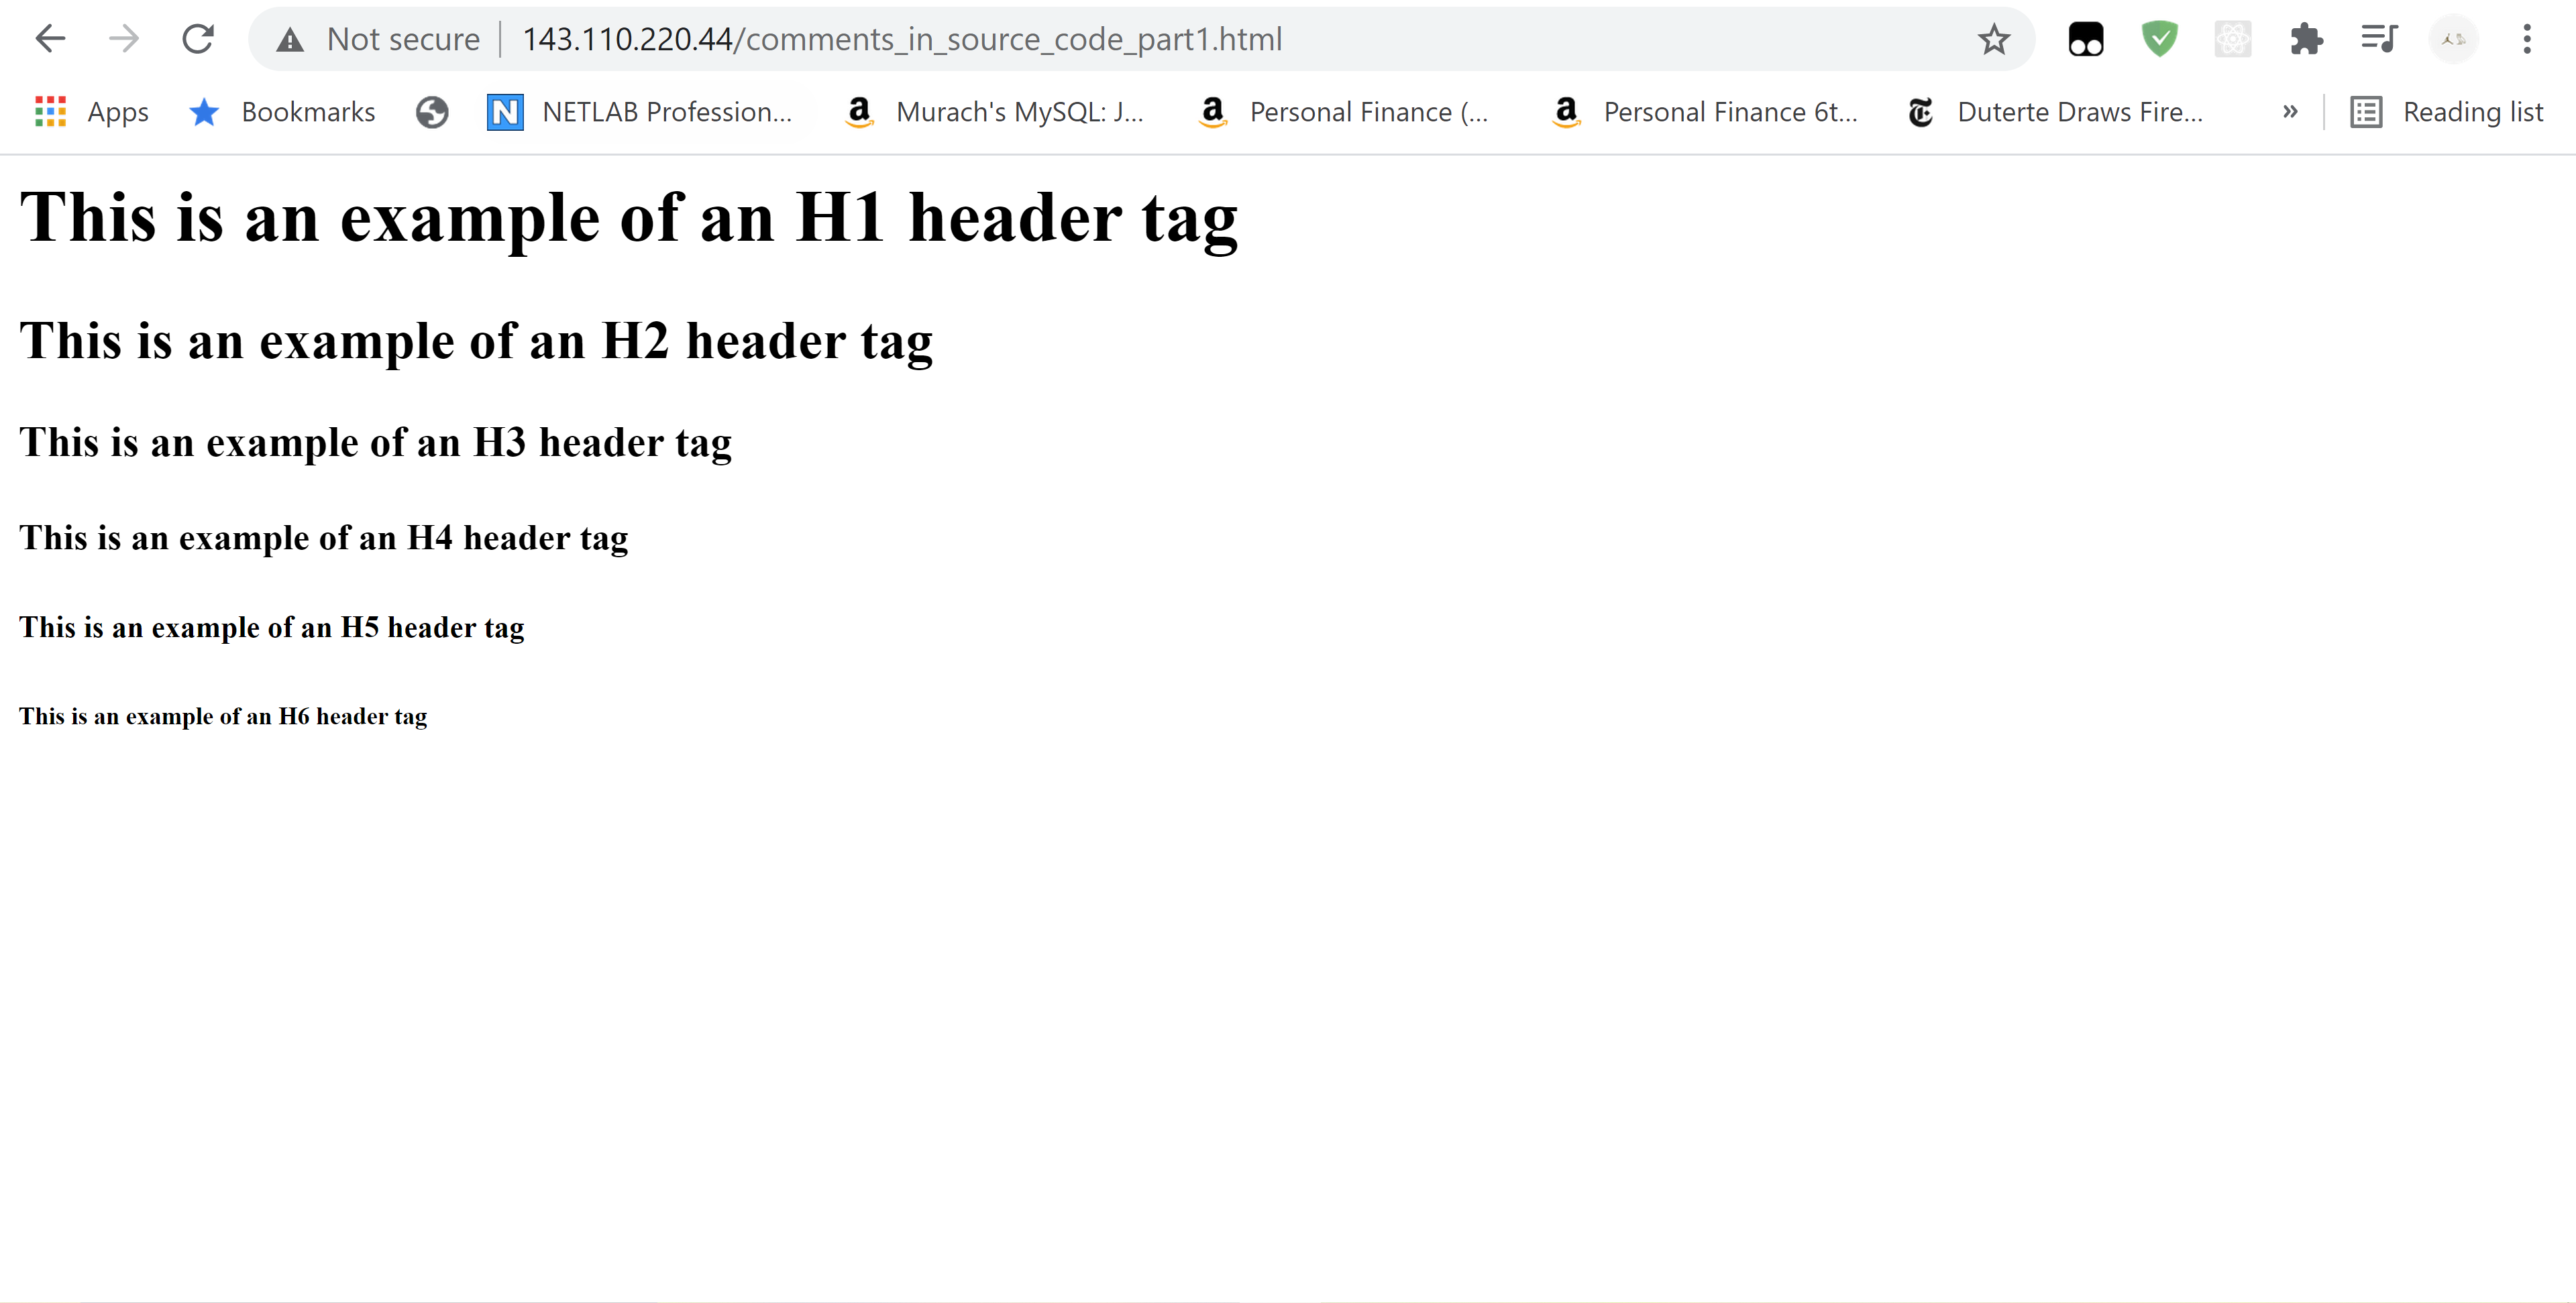 Not secure 143.110.220.44/comments_in_source_code_part1.html
Apps Bookmarks NETLAB Profession... Murach's MySQL: J... Personal Finance (... Personal Finance 6t... Duterte Draws Fire... » Reading list
This is an example of an H1 header tag
This is an example of an H2 header tag
This is an example of an H3 header tag
This is an example of an H4 header tag
This is an example of an H5 header tag
This is an example of an H6 header tag